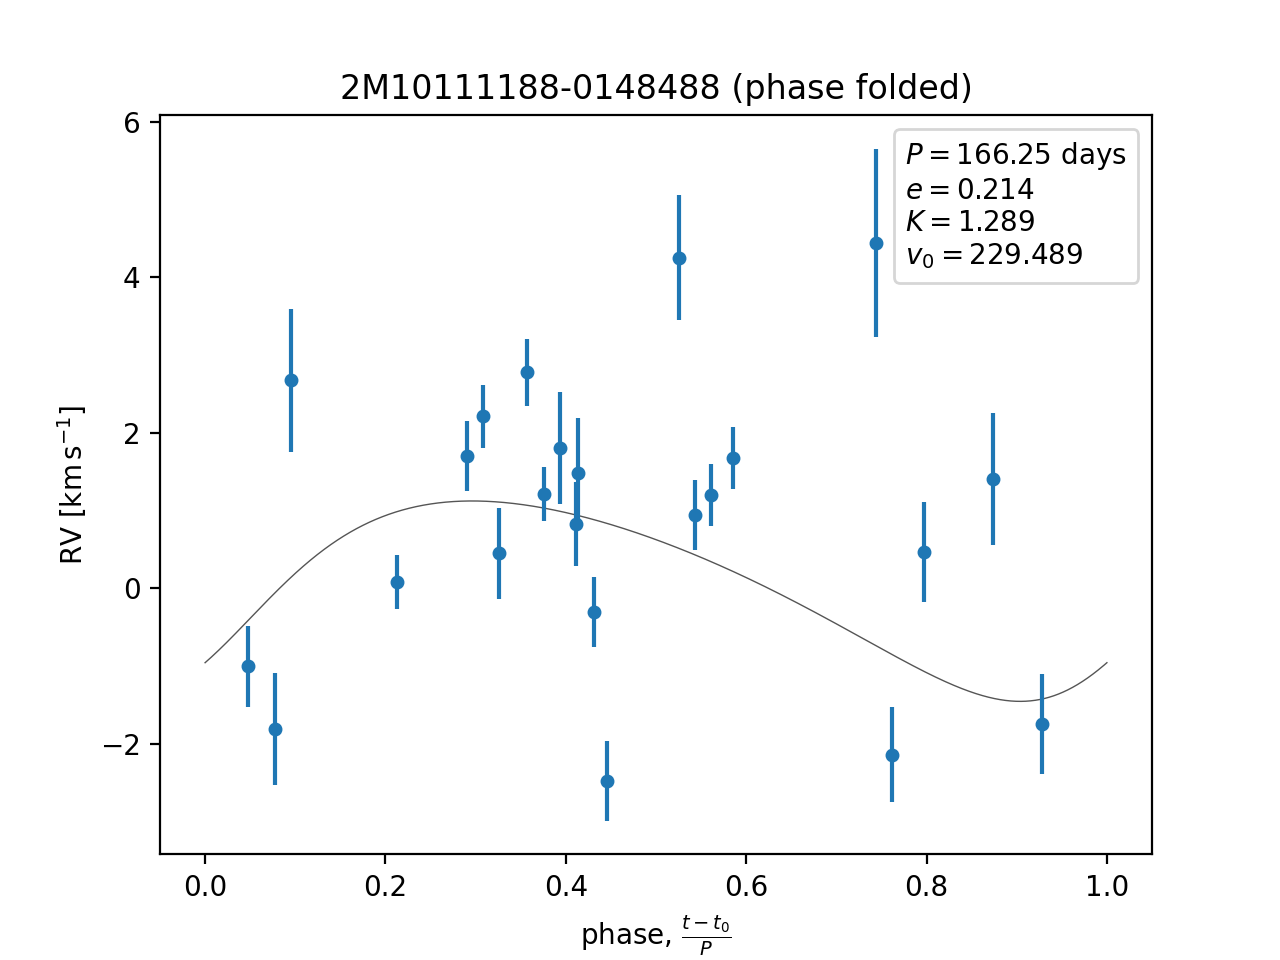 2M10111188-0148488 (phase folded)
P = 166.25 days
e = 0.214
K = 1.289
v₀ = 229.489
RV [km s⁻¹]
6
4
2
0
−2
0.0 0.2 0.4 0.6 0.8 1.0
phase, (t − t₀)/P